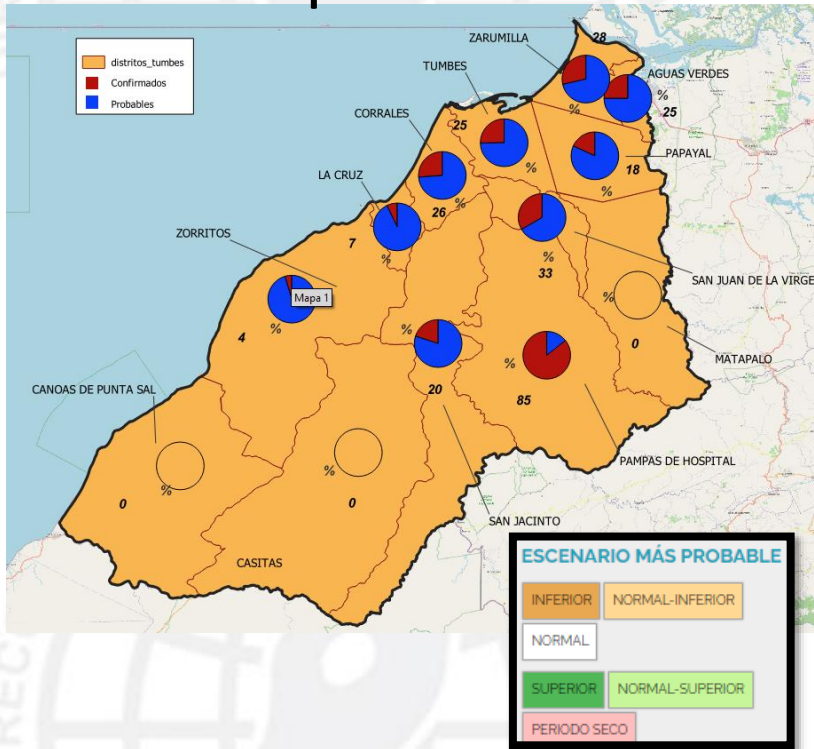 distritos_tumbes
Confirmados
Probables
28
ZARUMILLA
TUMBES
AGUAS VERDES
%
25
CORRALES
25
%
%
PAPAYAL
18
%
LA CRUZ
26
%
ZORRITOS
7
%
%
33
SAN JUAN DE LA VIRGE
Mapa 1
%
4
%
%
0
MATAPALO
CANOAS DE PUNTA SAL
20
%
85
PAMPAS DE HOSPITAL
%
0
%
0
SAN JACINTO
CASITAS
ESCENARIO MÁS PROBABLE
INFERIOR NORMAL-INFERIOR
NORMAL
SUPERIOR NORMAL-SUPERIOR
PERIODO SECO
REC